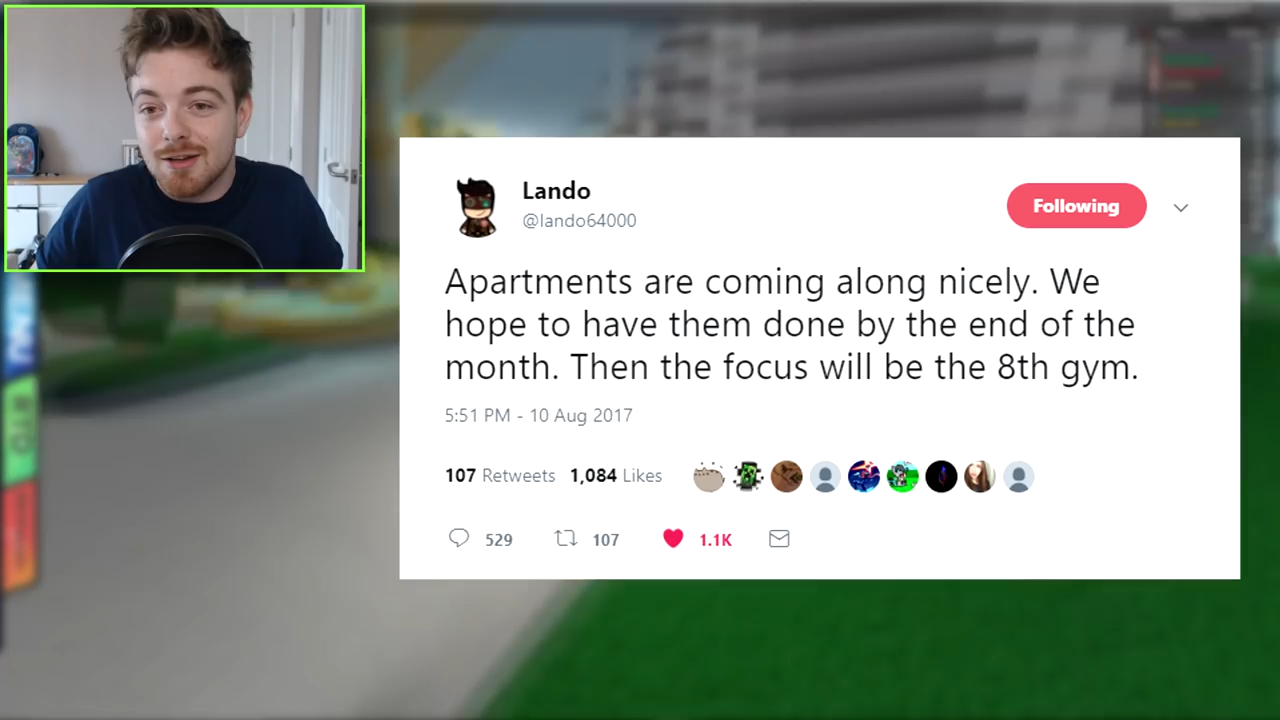 Lando
@lando64000
Following
Apartments are coming along nicely. We
hope to have them done by the end of the
month. Then the focus will be the 8th gym.
5:51 PM - 10 Aug 2017
107 Retweets 1,084 Likes
529 107 1.1K